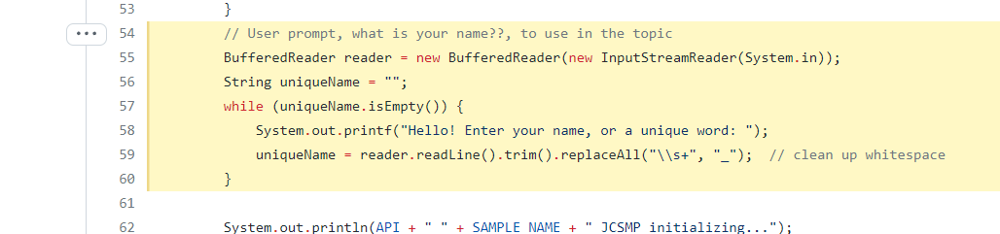 53 }
54 // User prompt, what is your name??, to use in the topic
55 BufferedReader reader = new BufferedReader(new InputStreamReader(System.in));
56 String uniqueName = "";
57 while (uniqueName.isEmpty()) {
58 System.out.printf("Hello! Enter your name, or a unique word: ");
59 uniqueName = reader.readLine().trim().replaceAll("\\s+", "_");  // clean up whitespace
60 }
61
62 System.out.println(API + " " + SAMPLE_NAME + " JCSMP initializing...");